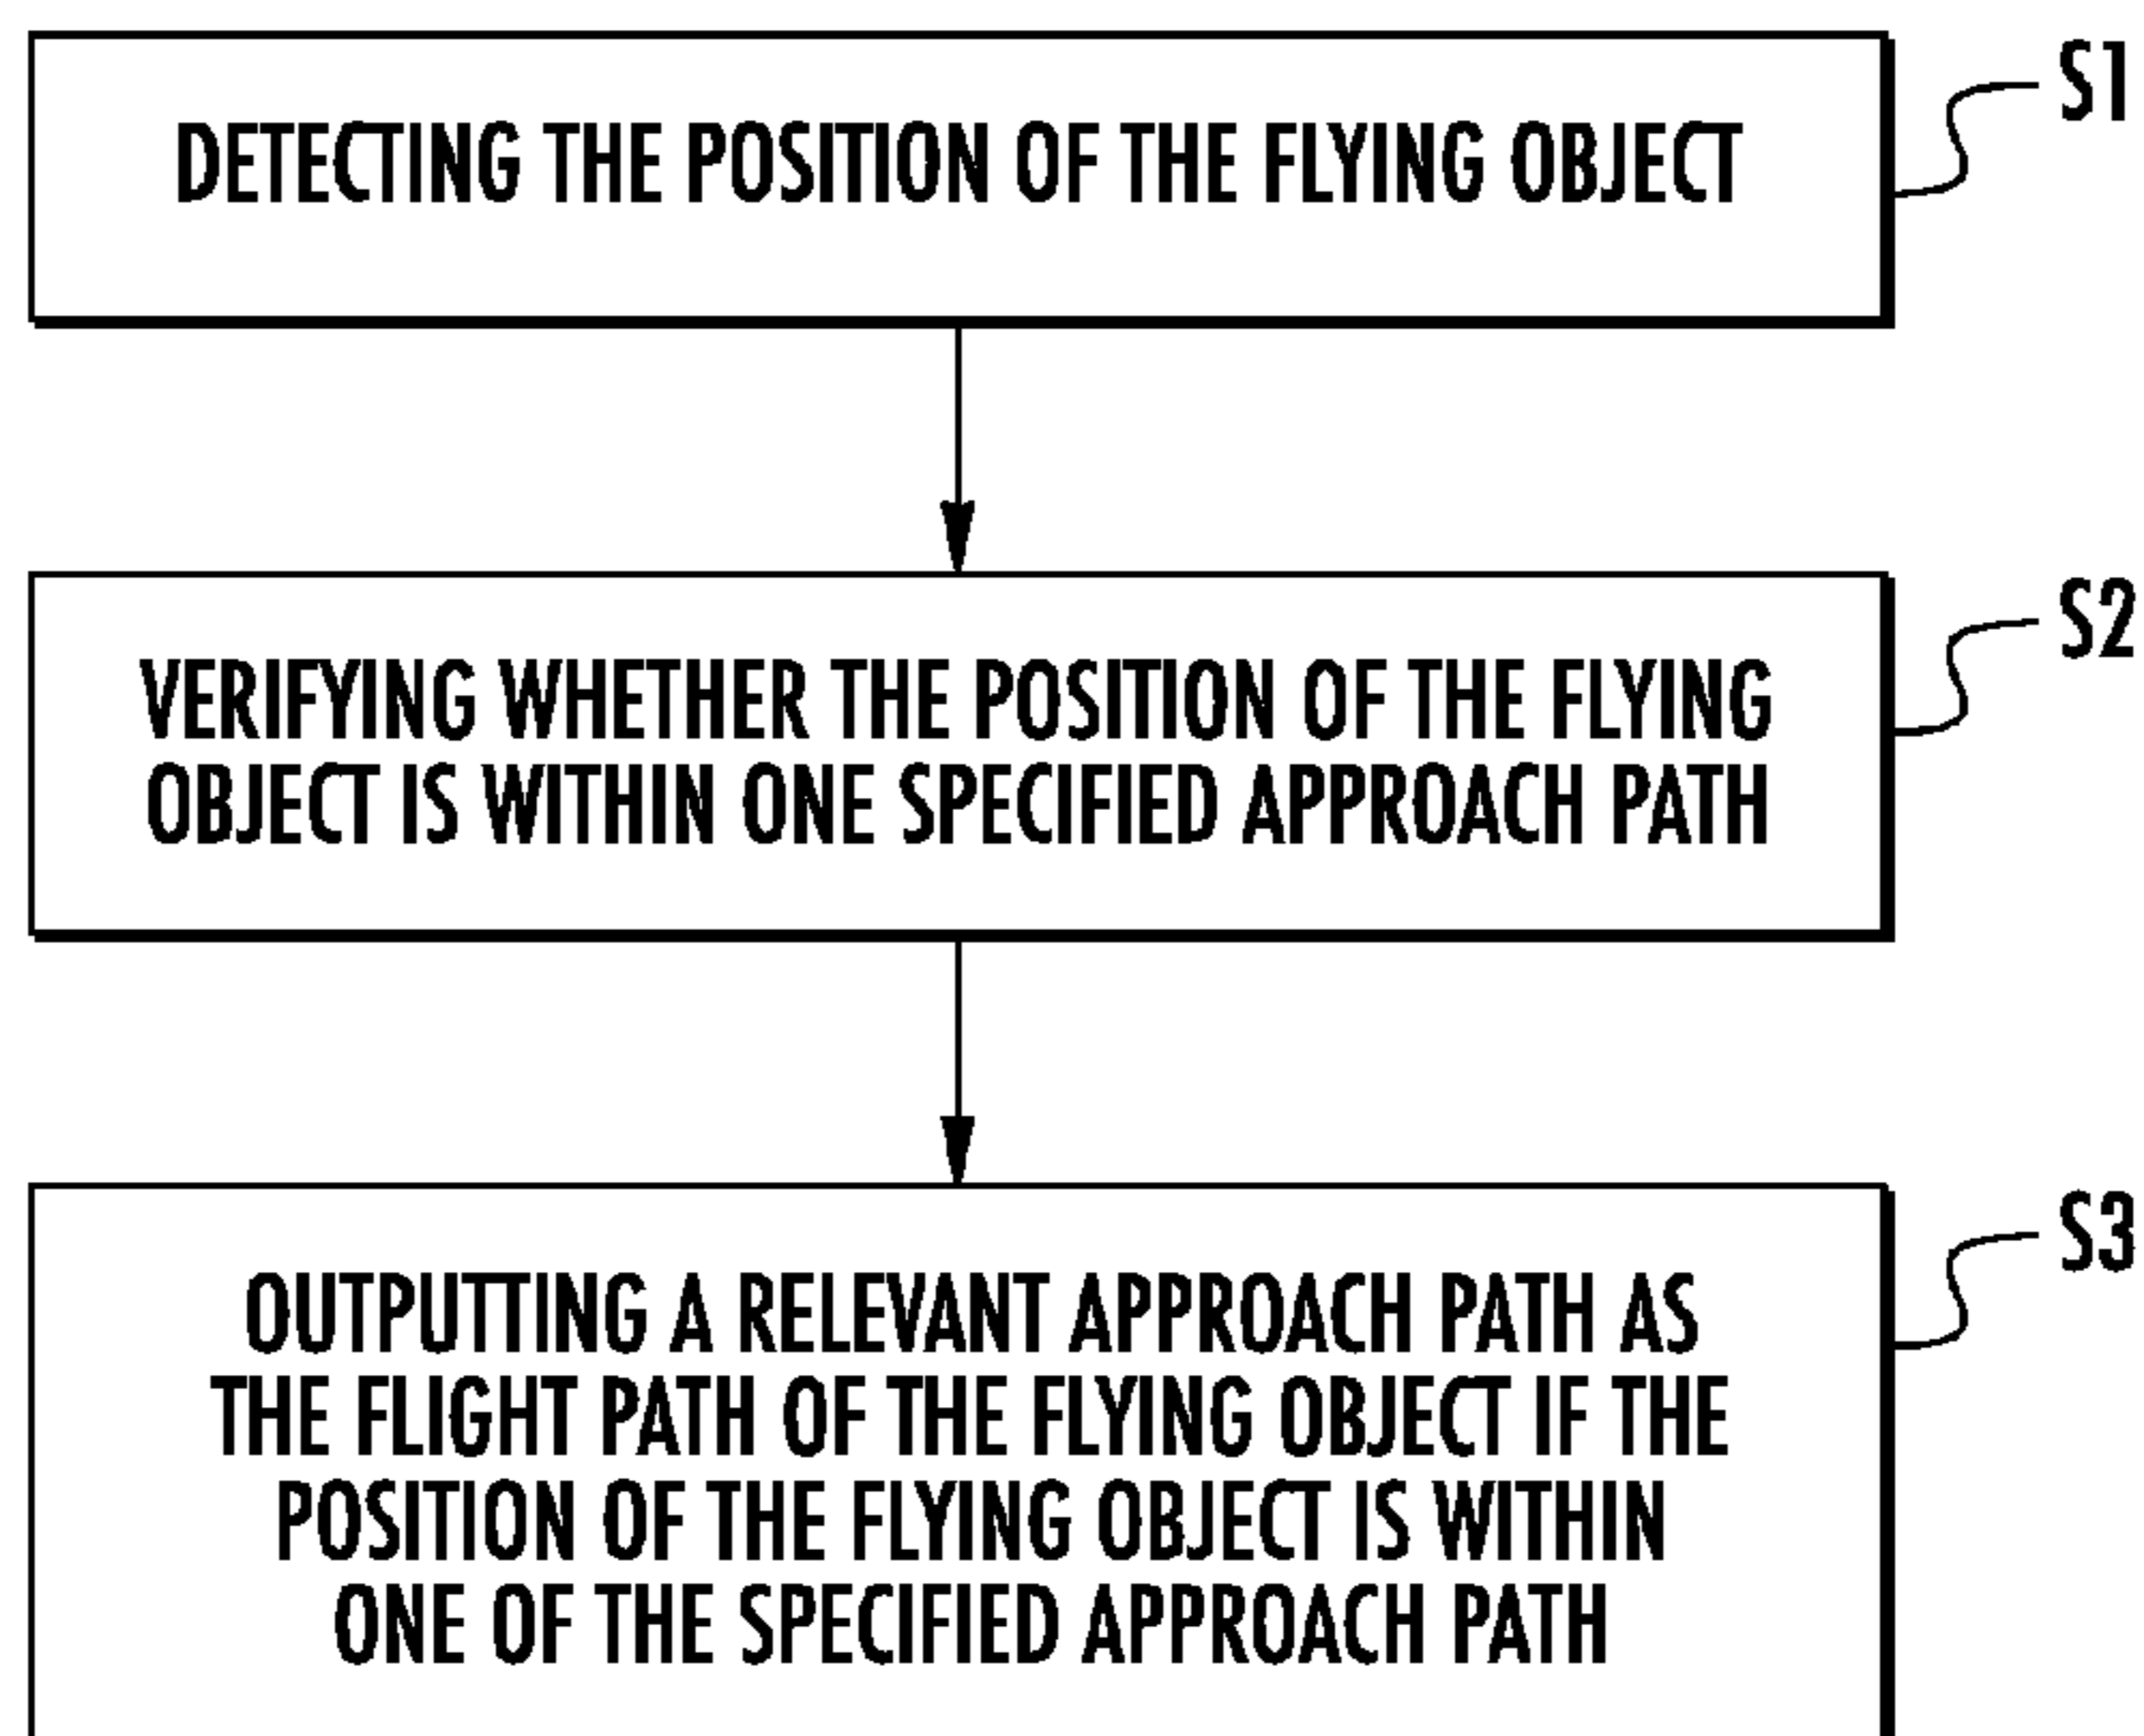 DETECTING THE POSITION OF THE FLYING OBJECT
S1
VERIFYING WHETHER THE POSITION OF THE FLYING
OBJECT IS WITHIN ONE SPECIFIED APPROACH PATH
S2
OUTPUTTING A RELEVANT APPROACH PATH AS
THE FLIGHT PATH OF THE FLYING OBJECT IF THE
POSITION OF THE FLYING OBJECT IS WITHIN
ONE OF THE SPECIFIED APPROACH PATH
S3